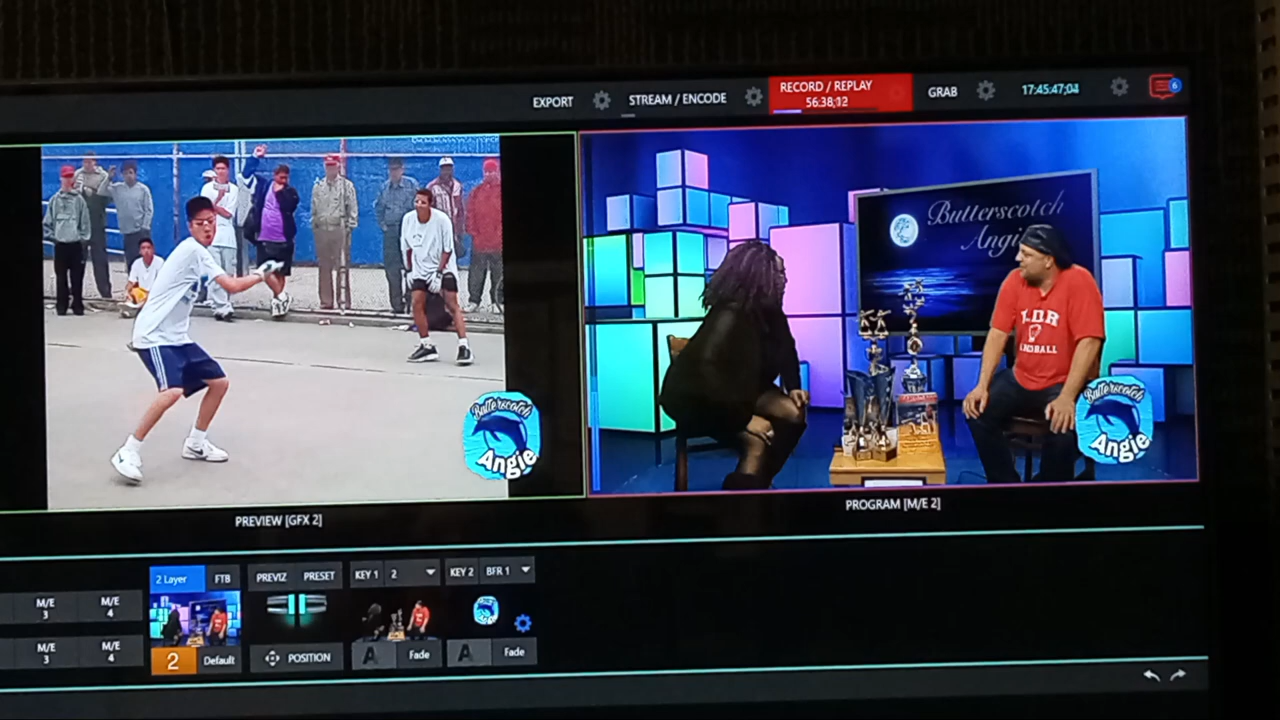 EXPORT
STREAM / ENCODE
RECORD / REPLAY
56:38;12
GRAB
17:45:47;04
6
Butterscotch
Angie
Butterscotch
Angie
Butterscotch
Angie
PREVIEW [GFX 2]
PROGRAM [M/E 2]
2 Layer
FTB
PREVIZ
PRESET
KEY 1
2
KEY 2
BFR 1
M/E
3
M/E
4
M/E
3
M/E
4
2
Default
POSITION
A
Fade
A
Fade